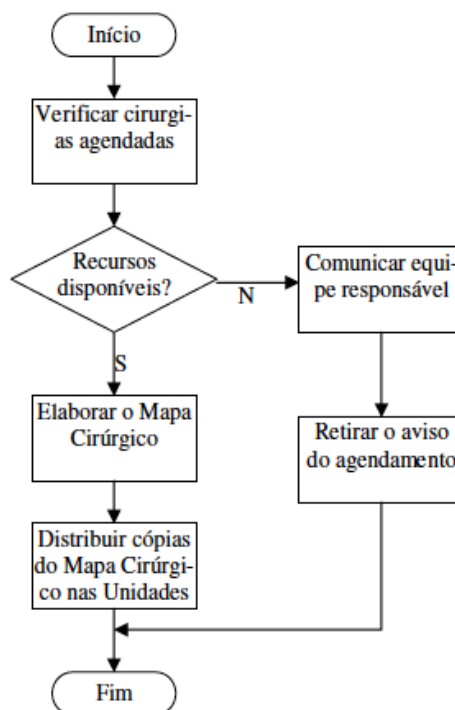 Início
Verificar cirurgi-
as agendadas
Recursos
disponíveis?
N
Comunicar equi-
pe responsável
S
Elaborar o Mapa
Cirúrgico
Retirar o aviso
do agendamento
Distribuir cópias
do Mapa Cirúrgi-
co nas Unidades
Fim